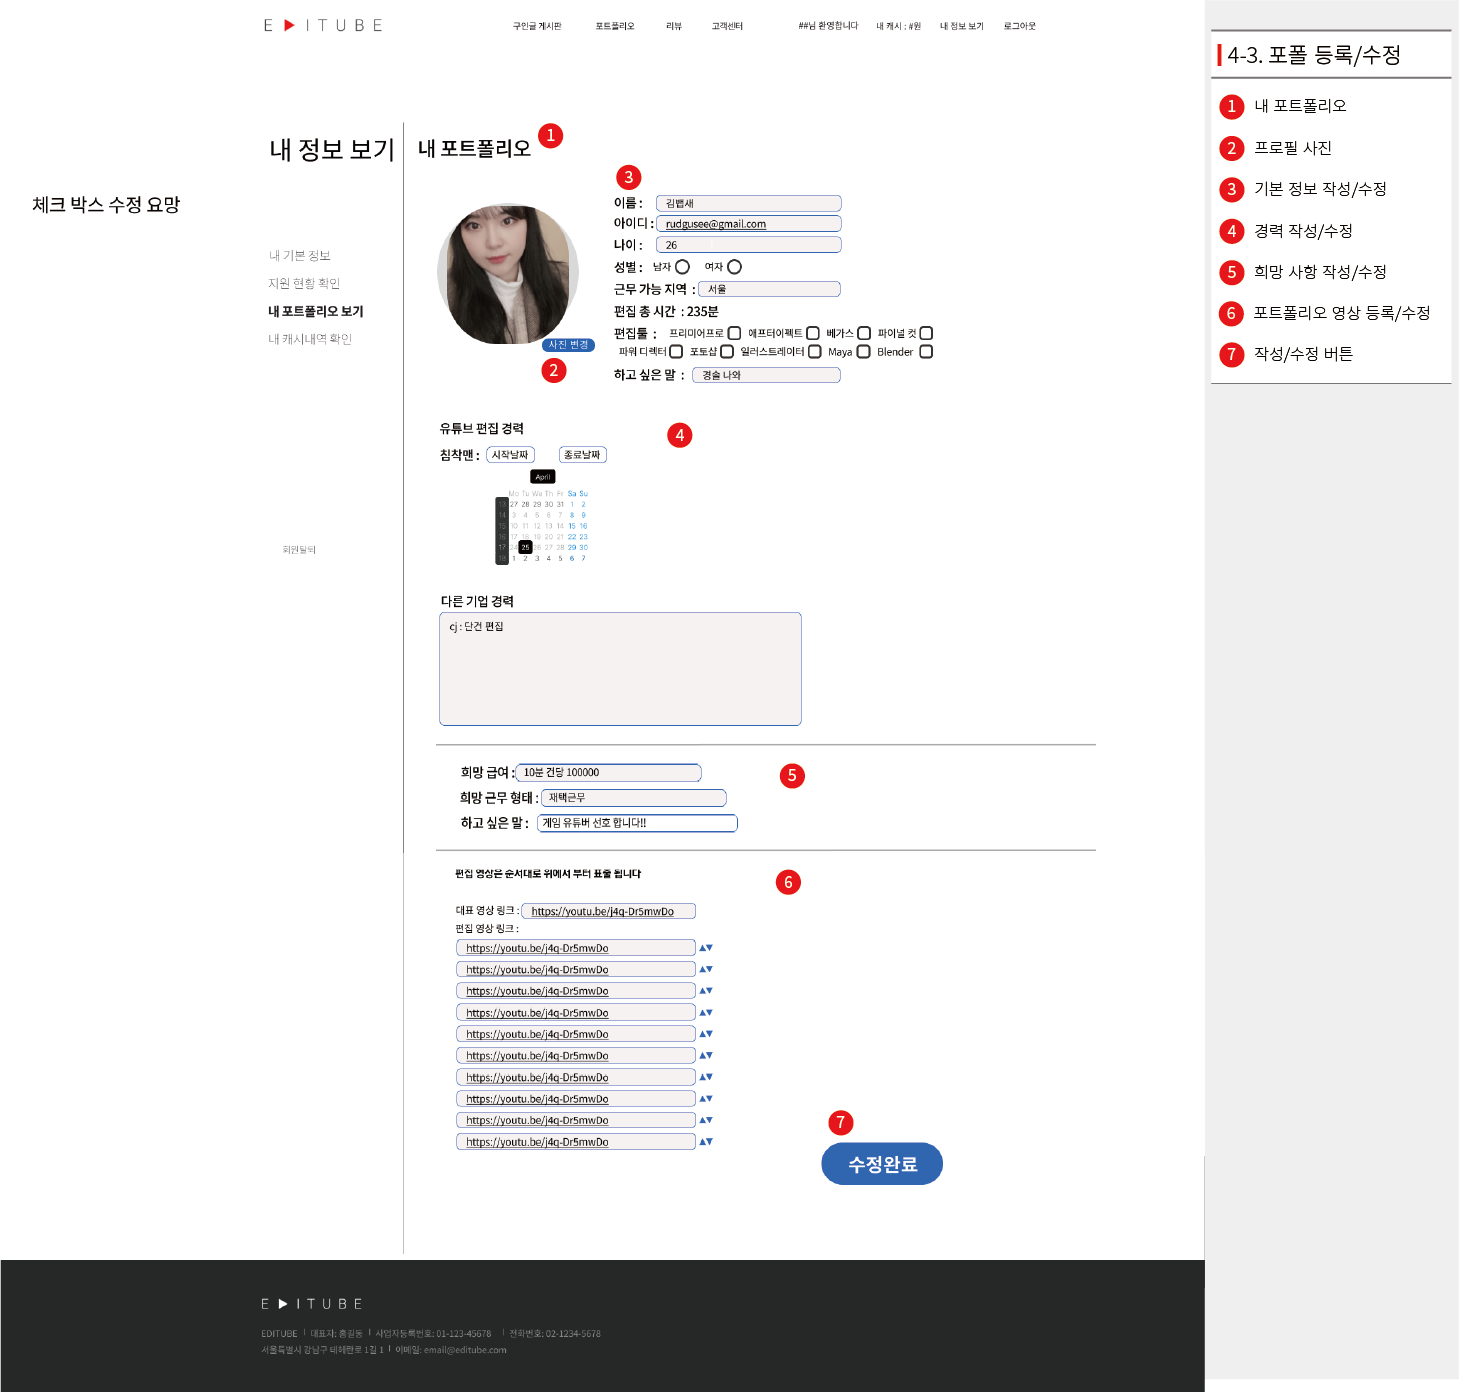 E ▶ I T U B E
구인글 게시판 포트폴리오 리뷰 고객센터 ##님 환영합니다 내 캐시 : #원 내 정보 보기 로그아웃
체크 박스 수정 요망
내 정보 보기
내 기본 정보
지원 현황 확인
내 포트폴리오 보기
내 캐시내역 확인
회원탈퇴
내 포트폴리오 1
사진 변경
2
3
이름 : 김뱁새
아이디 : rudgusee@gmail.com
나이 : 26
성별 : 남자 여자
근무 가능 지역 : 서울
편집 총 시간 : 235분
편집툴 : 프리미어프로 애프터이펙트 베가스 파이널 컷
파워 디렉터 포토샵 일러스트레이터 Maya Blender
하고 싶은 말 : 경솔 나와
유튜브 편집 경력 4
침착맨 : 시작날짜 종료날짜
April
Mo Tu We Th Fr Sa Su
13 27 28 29 30 31 1 2
14 3 4 5 6 7 8 9
15 10 11 12 13 14 15 16
16 17 18 19 20 21 22 23
17 24 25 26 27 28 29 30
18 1 2 3 4 5 6 7
다른 기업 경력
cj : 단건 편집
희망 급여 : 10분 건당 100000 5
희망 근무 형태 : 재택근무
하고 싶은 말 : 게임 유튜버 선호 합니다!!
편집 영상은 순서대로 위에서 부터 표출 됩니다 6
대표 영상 링크 : https://youtu.be/j4q-Dr5mwDo
편집 영상 링크 :
https://youtu.be/j4q-Dr5mwDo ▲▼
https://youtu.be/j4q-Dr5mwDo ▲▼
https://youtu.be/j4q-Dr5mwDo ▲▼
https://youtu.be/j4q-Dr5mwDo ▲▼
https://youtu.be/j4q-Dr5mwDo ▲▼
https://youtu.be/j4q-Dr5mwDo ▲▼
https://youtu.be/j4q-Dr5mwDo ▲▼
https://youtu.be/j4q-Dr5mwDo ▲▼
https://youtu.be/j4q-Dr5mwDo ▲▼
https://youtu.be/j4q-Dr5mwDo ▲▼
7
수정완료
E ▶ I T U B E
EDITUBE | 대표자: 홍길동 | 사업자등록번호: 01-123-45678 | 전화번호: 02-1234-5678
서울특별시 강남구 테헤란로 1길 1 | 이메일: email@editube.com
4-3. 포폴 등록/수정
1 내 포트폴리오
2 프로필 사진
3 기본 정보 작성/수정
4 경력 작성/수정
5 희망 사항 작성/수정
6 포트폴리오 영상 등록/수정
7 작성/수정 버튼